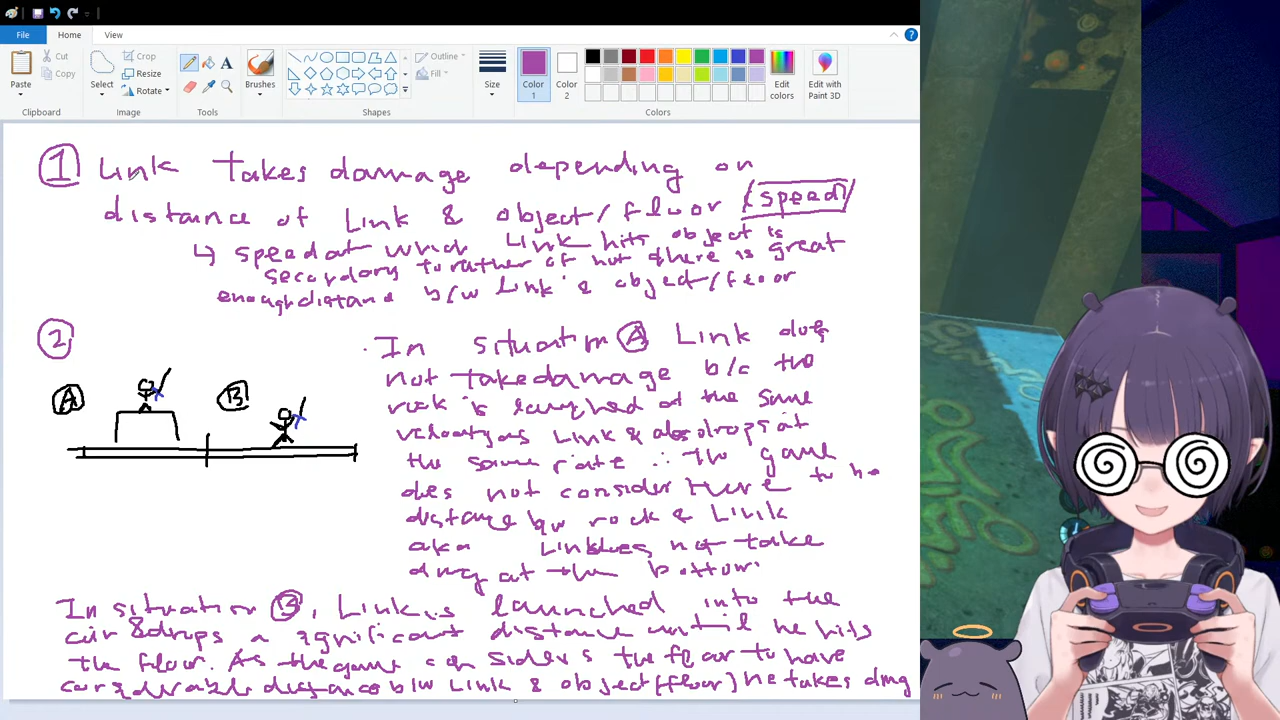 File Home View
Paste
Cut
Copy
Clipboard
Select
Crop
Resize
Rotate
Image
Tools
Brushes
Shapes
Outline
Fill
Size
Color 1
Color 2
Edit colors
Edit with Paint 3D
Colors
1 Link takes damage depending on
distance of Link & object/floor (speed)
↳ speed at which Link hits object is
secondary to rather or not there is great
enough distance b/w Link & object/floor
2
A
B
In situation A Link does
not take damage b/c the
rock is launched at the same
velocity as Link & also drops at
the same rate ∴ The game
does not consider there to be
distance b/w rock & Link
aka Link does not take
dmg at the bottom
In situation B, Link is launched into the
air & drops a significant distance until he hits
the floor. As the game considers the floor to have
considerable distance b/w Link & object (floor) he takes dmg